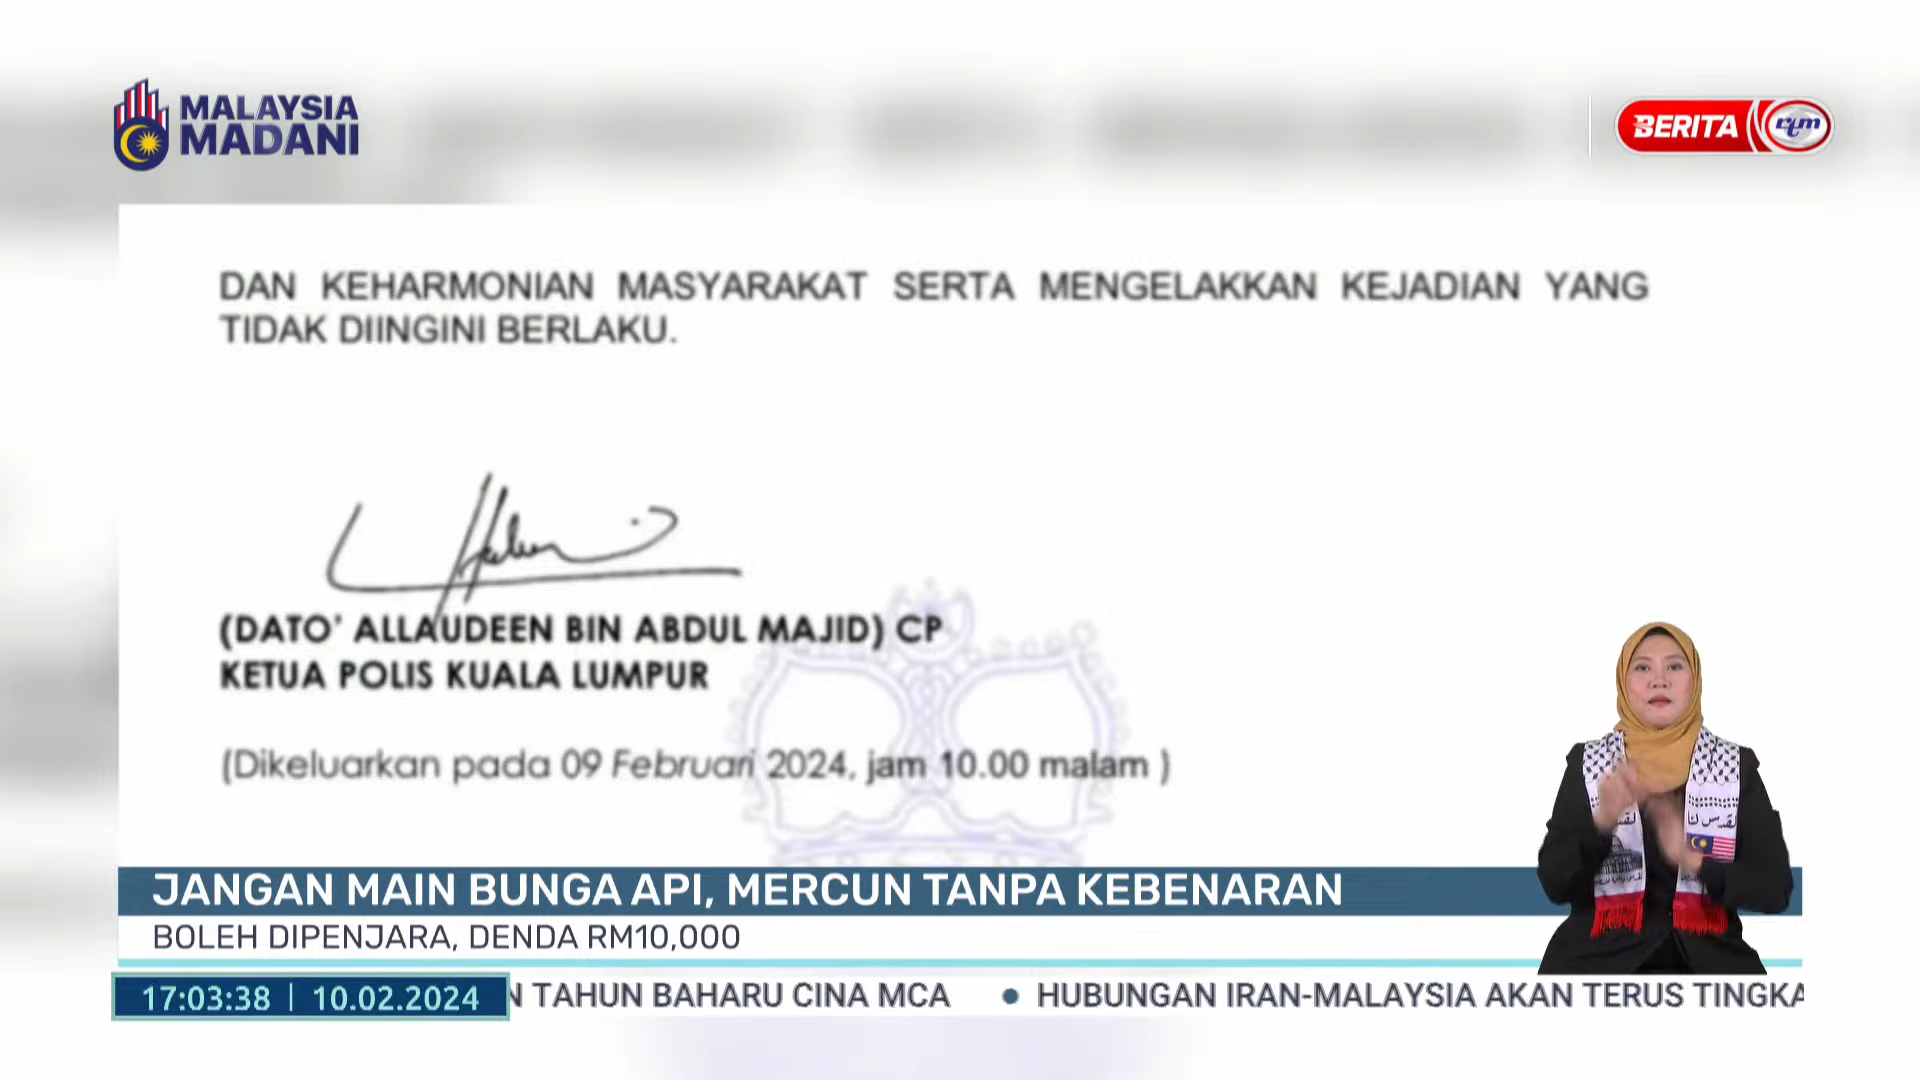 MALAYSIA
MADANI
BERITA rtm
DAN KEHARMONIAN MASYARAKAT SERTA MENGELAKKAN KEJADIAN YANG
TIDAK DIINGINI BERLAKU.
(DATO' ALLAUDEEN BIN ABDUL MAJID) CP
KETUA POLIS KUALA LUMPUR
(Dikeluarkan pada 09 Februari 2024, jam 10.00 malam )
القدس لنا
JANGAN MAIN BUNGA API, MERCUN TANPA KEBENARAN
BOLEH DIPENJARA, DENDA RM10,000
17:03:38 | 10.02.2024
N TAHUN BAHARU CINA MCA • HUBUNGAN IRAN-MALAYSIA AKAN TERUS TINGKA